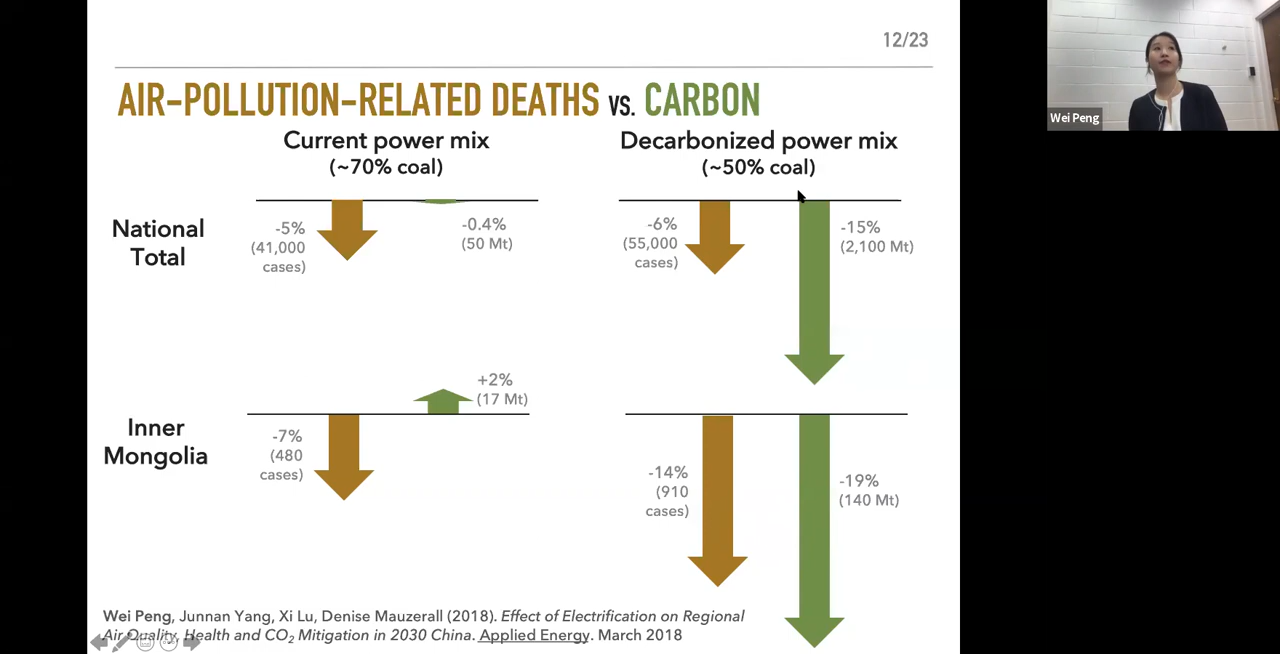 12/23
AIR-POLLUTION-RELATED DEATHS VS. CARBON
Current power mix
(~70% coal)
Decarbonized power mix
(~50% coal)
National
Total
-5%
(41,000
cases)
-0.4%
(50 Mt)
-6%
(55,000
cases)
-15%
(2,100 Mt)
Inner
Mongolia
-7%
(480
cases)
+2%
(17 Mt)
-14%
(910
cases)
-19%
(140 Mt)
Wei Peng, Junnan Yang, Xi Lu, Denise Mauzerall (2018). Effect of Electrification on Regional
Air Quality, Health and CO₂ Mitigation in 2030 China. Applied Energy. March 2018
Wei Peng